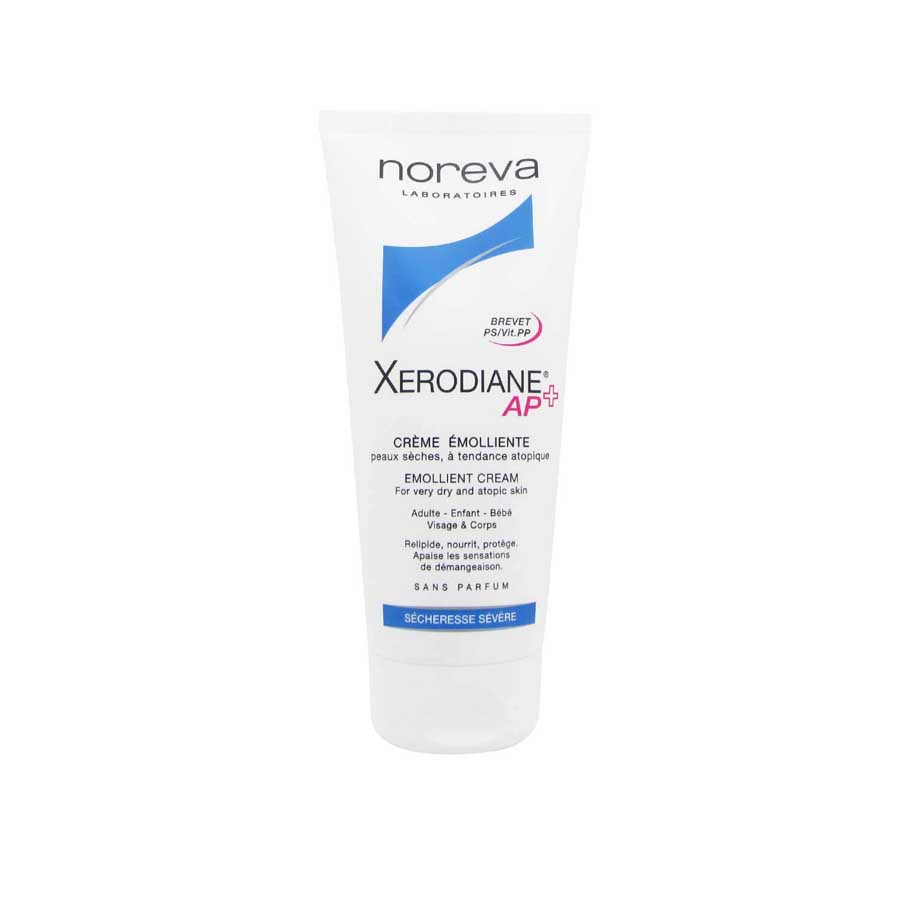 noreva
LABORATOIRES
BREVET
PS/Vit.PP
XERODIANE®
AP+
CRÈME ÉMOLLIENTE
peaux sèches, à tendance atopique
EMOLLIENT CREAM
For very dry and atopic skin
Adulte - Enfant - Bébé
Visage & Corps
Relipide, nourrit, protège.
Apaise les sensations
de démangeaison.
SANS PARFUM
SÉCHERESSE SÉVÈRE